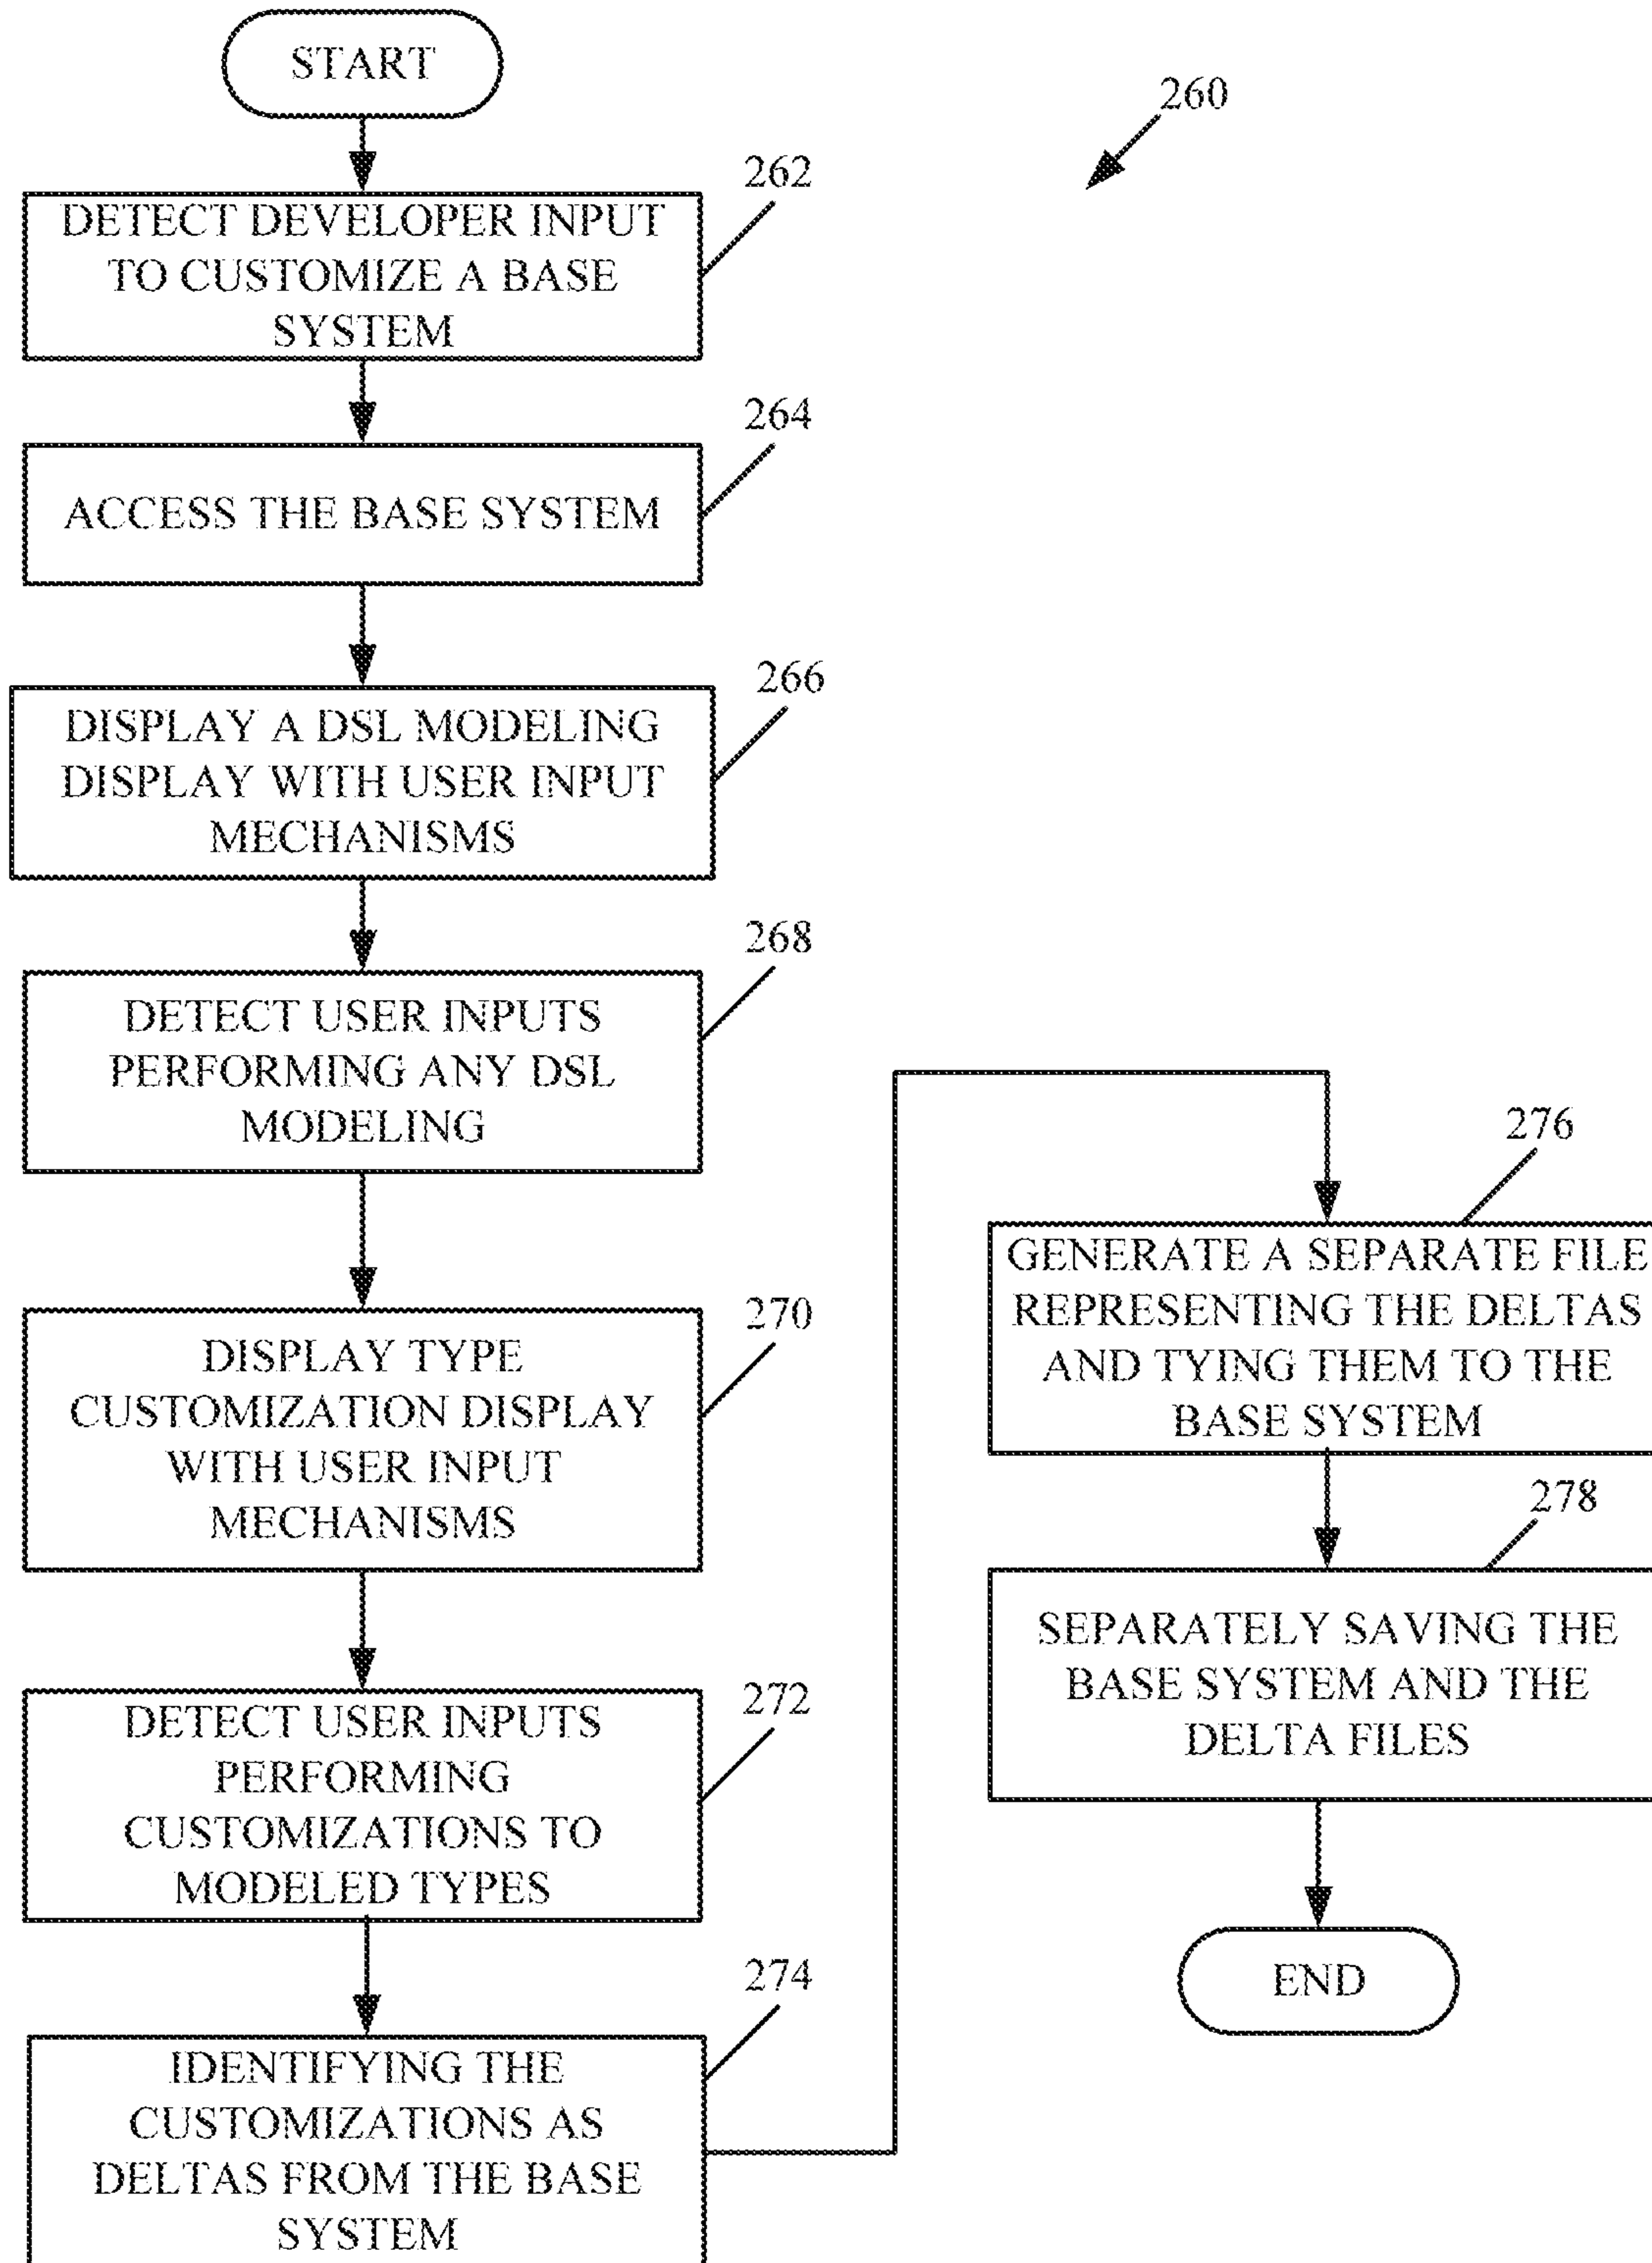 START
260
262
DETECT DEVELOPER INPUT
TO CUSTOMIZE A BASE
SYSTEM
264
ACCESS THE BASE SYSTEM
266
DISPLAY A DSL MODELING
DISPLAY WITH USER INPUT
MECHANISMS
268
DETECT USER INPUTS
PERFORMING ANY DSL
MODELING
270
DISPLAY TYPE
CUSTOMIZATION DISPLAY
WITH USER INPUT
MECHANISMS
272
DETECT USER INPUTS
PERFORMING
CUSTOMIZATIONS TO
MODELED TYPES
274
IDENTIFYING THE
CUSTOMIZATIONS AS
DELTAS FROM THE BASE
SYSTEM
276
GENERATE A SEPARATE FILE
REPRESENTING THE DELTAS
AND TYING THEM TO THE
BASE SYSTEM
278
SEPARATELY SAVING THE
BASE SYSTEM AND THE
DELTA FILES
END